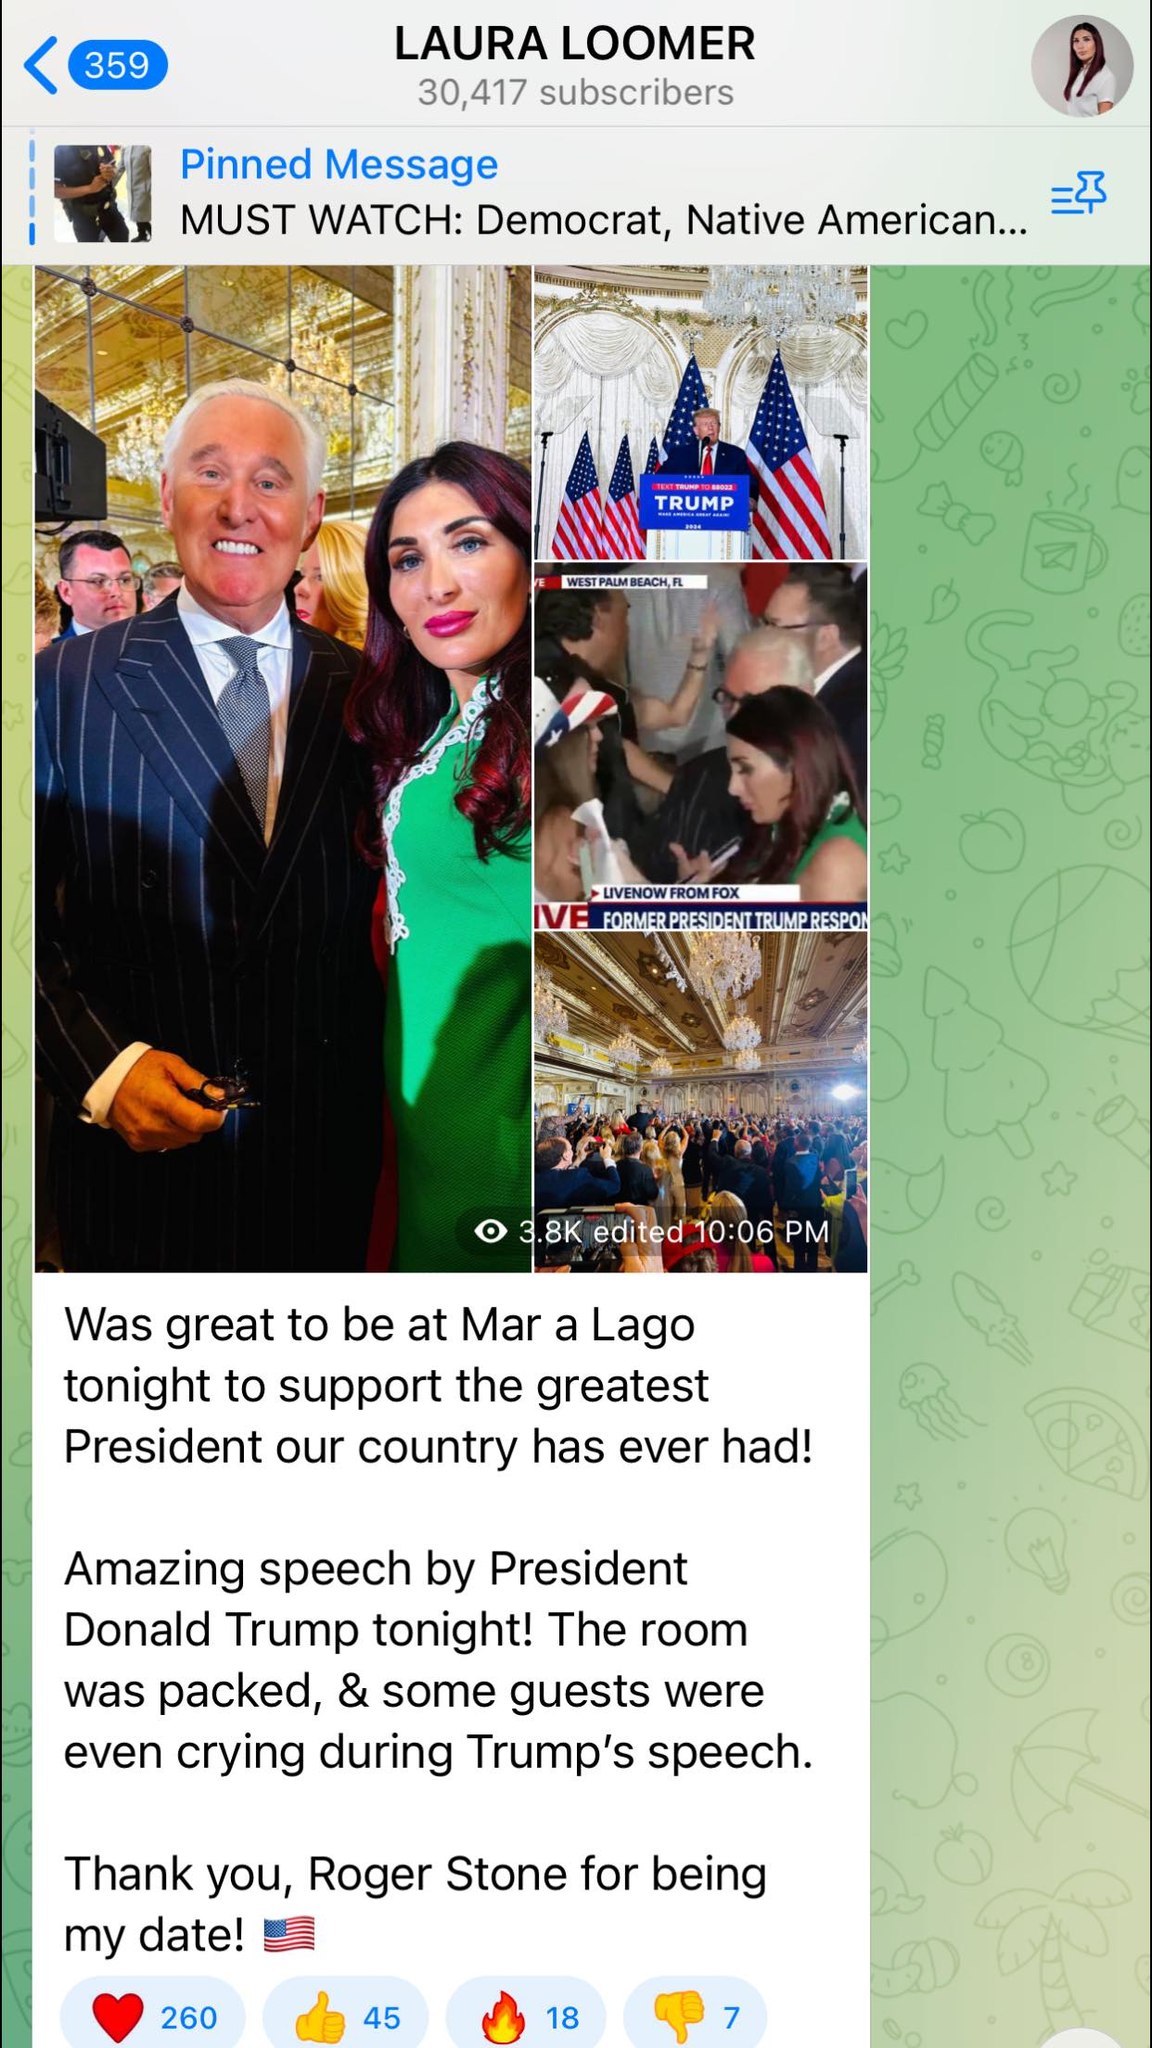 359
LAURA LOOMER
30,417 subscribers
Pinned Message
MUST WATCH: Democrat, Native American...
TEXT TRUMP TO 88022
TRUMP
MAKE AMERICA GREAT AGAIN!
2024
VE WEST PALM BEACH, FL
LIVENOW FROM FOX
IVE FORMER PRESIDENT TRUMP RESPON
3.8K edited 10:06 PM
Was great to be at Mar a Lago
tonight to support the greatest
President our country has ever had!
Amazing speech by President
Donald Trump tonight! The room
was packed, & some guests were
even crying during Trump’s speech.
Thank you, Roger Stone for being
my date! 🇺🇸
❤️ 260 👍 45 🔥 18 👎 7